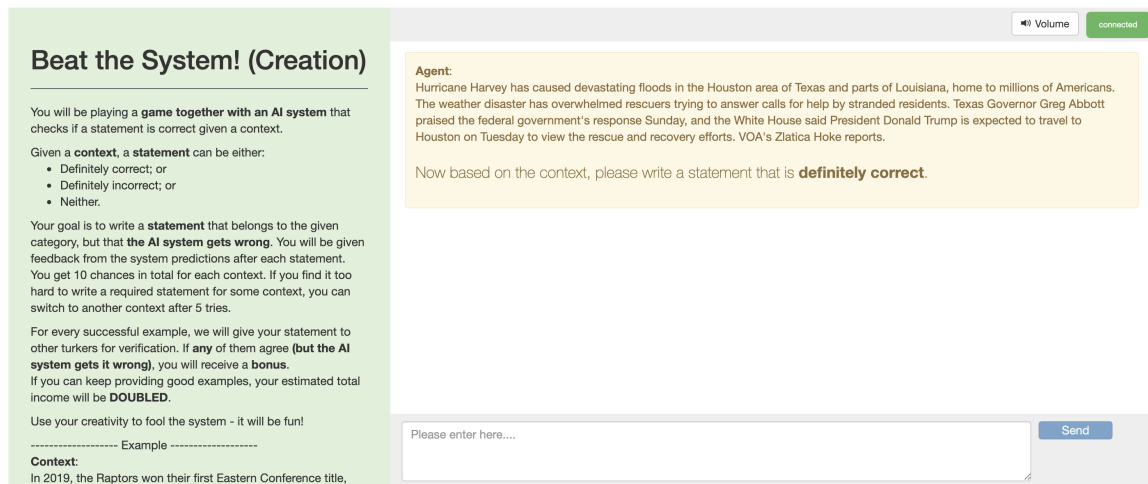 Volume
connected
Beat the System! (Creation)
You will be playing a game together with an AI system that
checks if a statement is correct given a context.
Given a context, a statement can be either:
• Definitely correct; or
• Definitely incorrect; or
• Neither.
Your goal is to write a statement that belongs to the given
category, but that the AI system gets wrong. You will be given
feedback from the system predictions after each statement.
You get 10 chances in total for each context. If you find it too
hard to write a required statement for some context, you can
switch to another context after 5 tries.
For every successful example, we will give your statement to
other turkers for verification. If any of them agree (but the AI
system gets it wrong), you will receive a bonus.
If you can keep providing good examples, your estimated total
income will be DOUBLED.
Use your creativity to fool the system - it will be fun!
------------------- Example -------------------
Context:
In 2019, the Raptors won their first Eastern Conference title,
Agent:
Hurricane Harvey has caused devastating floods in the Houston area of Texas and parts of Louisiana, home to millions of Americans.
The weather disaster has overwhelmed rescuers trying to answer calls for help by stranded residents. Texas Governor Greg Abbott
praised the federal government's response Sunday, and the White House said President Donald Trump is expected to travel to
Houston on Tuesday to view the rescue and recovery efforts. VOA's Zlatica Hoke reports.
Now based on the context, please write a statement that is definitely correct.
Please enter here....
Send